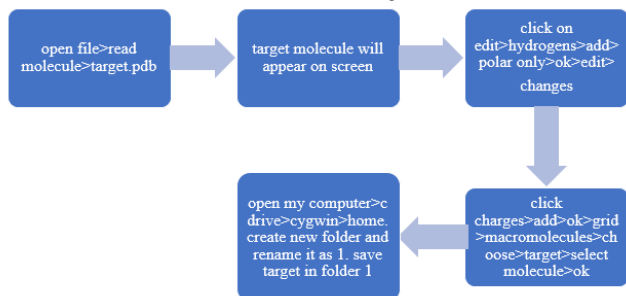 open file>read
molecule>target.pdb
target molecule will
appear on screen
click on
edit>hydrogens>add>
polar only>ok>edit>
changes
click
charges>add>ok>grid
>macromolecules>ch
oose>target>select
molecule>ok
open my computer>c
drive>cygwin>home.
create new folder and
rename it as 1. save
target in folder 1